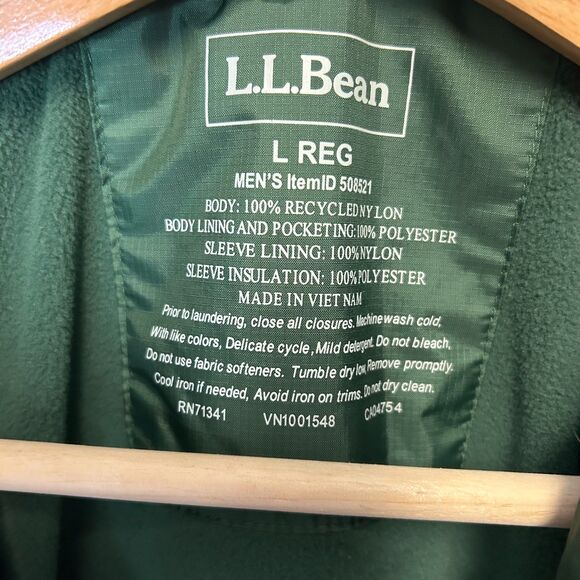 L.L.Bean
L REG
MEN'S ItemID 508521
BODY: 100% RECYCLED NYLON
BODY LINING AND POCKETING:100% POLYESTER
SLEEVE LINING: 100% NYLON
SLEEVE INSULATION: 100% POLYESTER
MADE IN VIET NAM
Prior to laundering, close all closures. Machine wash cold,
With like colors, Delicate cycle, Mild detergent, Do not bleach,
Do not use fabric softeners. Tumble dry low, Remove promptly.
Cool iron if needed, Avoid iron on trims. Do not dry clean.
RN71341 VN1001548 CA04754